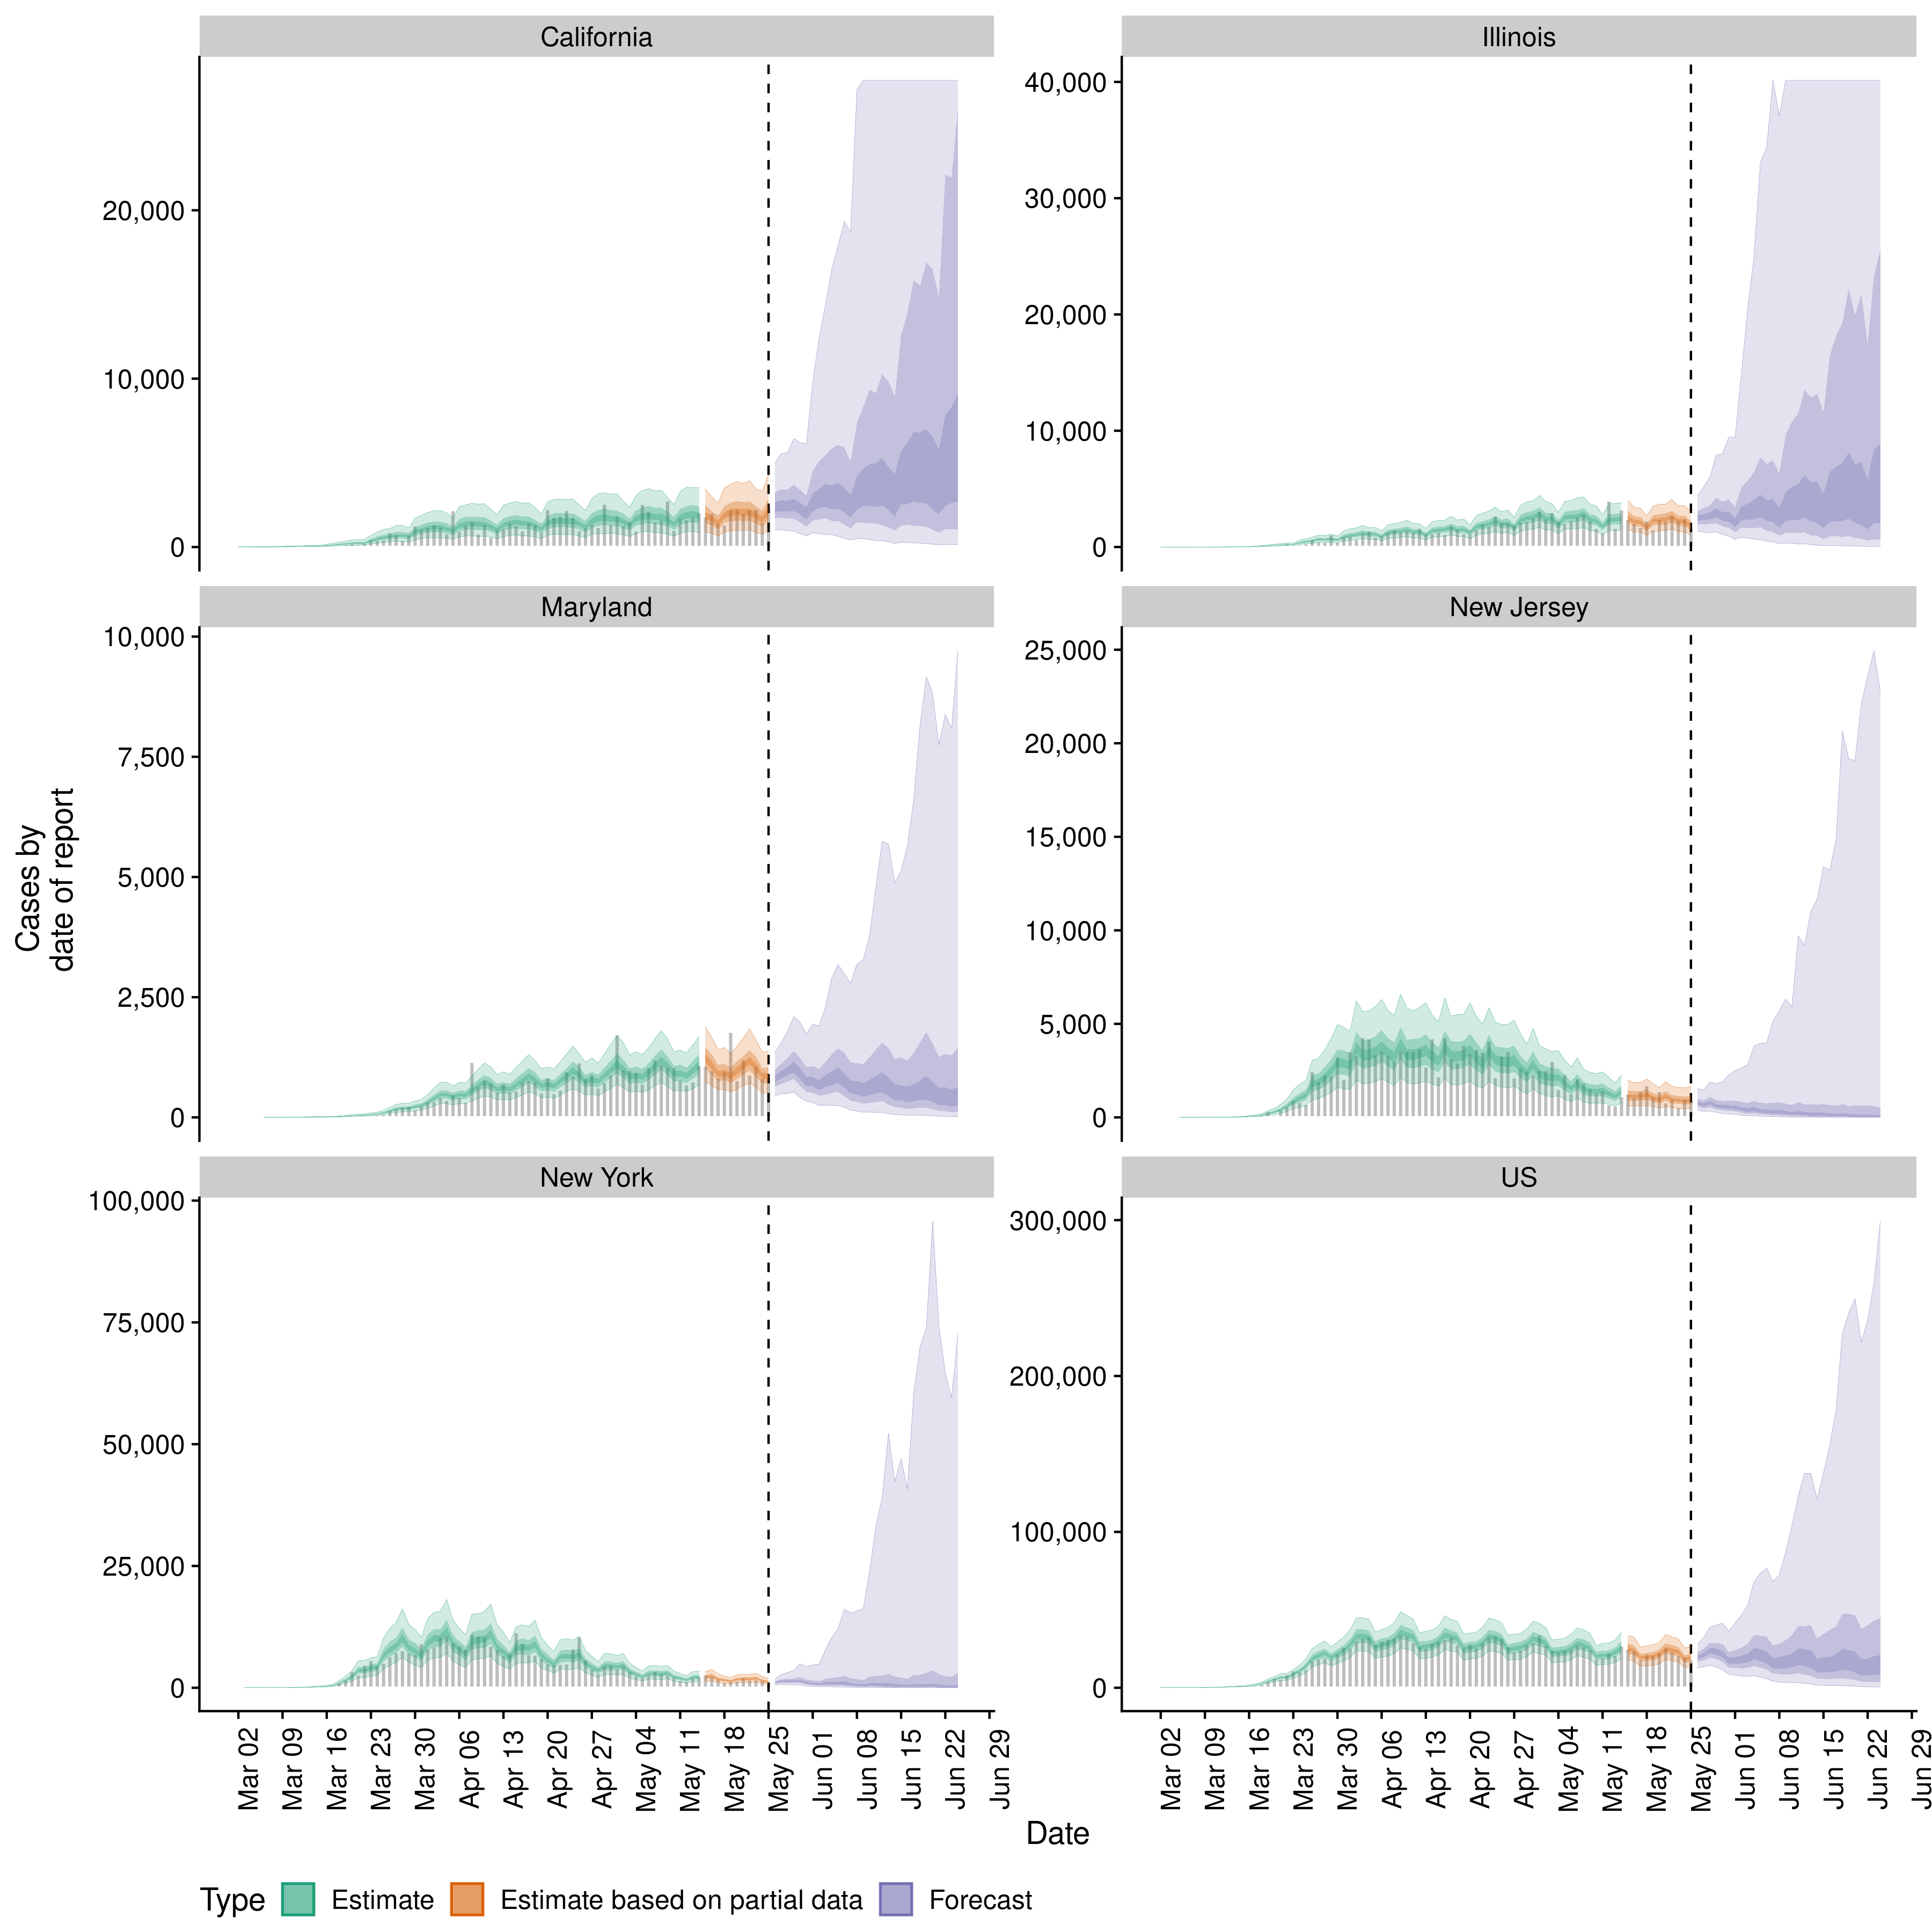 California
Illinois
20,000
10,000
0
40,000
30,000
20,000
10,000
0
Maryland
New Jersey
10,000
7,500
5,000
2,500
0
25,000
20,000
15,000
10,000
5,000
0
Cases by
date of report
New York
US
100,000
75,000
50,000
25,000
0
300,000
200,000
100,000
0
Mar 02
Mar 09
Mar 16
Mar 23
Mar 30
Apr 06
Apr 13
Apr 20
Apr 27
May 04
May 11
May 18
May 25
Jun 01
Jun 08
Jun 15
Jun 22
Jun 29
Mar 02
Mar 09
Mar 16
Mar 23
Mar 30
Apr 06
Apr 13
Apr 20
Apr 27
May 04
May 11
May 18
May 25
Jun 01
Jun 08
Jun 15
Jun 22
Jun 29
Date
Type Estimate Estimate based on partial data Forecast